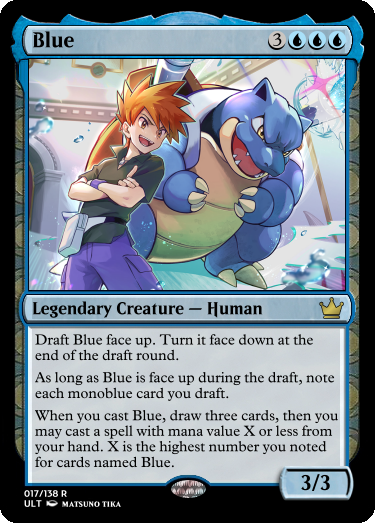 Blue 3
Legendary Creature — Human
Draft Blue face up. Turn it face down at the
end of the draft round.
As long as Blue is face up during the draft, note
each monoblue card you draft.
When you cast Blue, draw three cards, then you
may cast a spell with mana value X or less from
your hand. X is the highest number you noted
for cards named Blue.
3/3
017/138 R
ULT MATSUNO TIKA